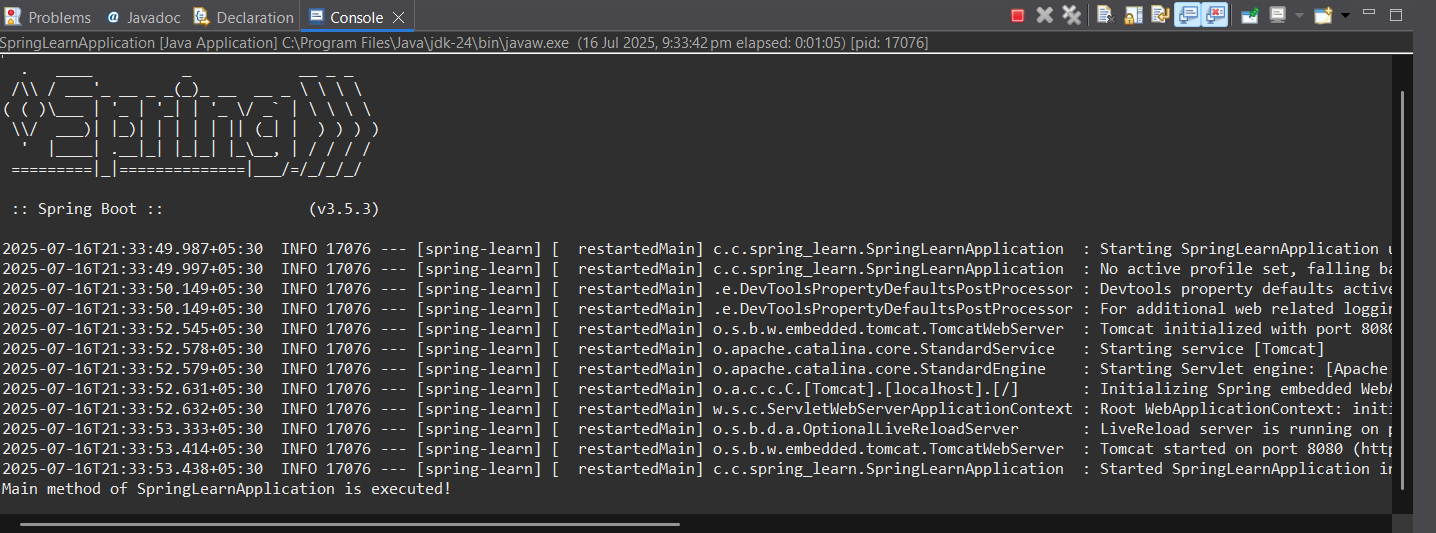 Problems @ Javadoc Declaration Console
SpringLearnApplication [Java Application] C:\Program Files\Java\jdk-24\bin\javaw.exe (16 Jul 2025, 9:33:42 pm elapsed: 0:01:05) [pid: 17076]
  .   ____          _            __ _ _
 /\\ / ___'_ __ _ _(_)_ __  __ _ \ \ \ \
( ( )\___ | '_ | '_| | '_ \/ _` | \ \ \ \
 \\/  ___)| |_)| | | | | || (_| |  ) ) ) )
  '  |____| .__|_| |_|_| |_\__, | / / / /
 =========|_|==============|___/=/_/_/_/
 :: Spring Boot ::                (v3.5.3)
2025-07-16T21:33:49.987+05:30  INFO 17076 --- [spring-learn] [  restartedMain] c.c.spring_learn.SpringLearnApplication  : Starting SpringLearnApplication u
2025-07-16T21:33:49.997+05:30  INFO 17076 --- [spring-learn] [  restartedMain] c.c.spring_learn.SpringLearnApplication  : No active profile set, falling ba
2025-07-16T21:33:50.149+05:30  INFO 17076 --- [spring-learn] [  restartedMain] .e.DevToolsPropertyDefaultsPostProcessor : Devtools property defaults active
2025-07-16T21:33:50.149+05:30  INFO 17076 --- [spring-learn] [  restartedMain] .e.DevToolsPropertyDefaultsPostProcessor : For additional web related loggin
2025-07-16T21:33:52.545+05:30  INFO 17076 --- [spring-learn] [  restartedMain] o.s.b.w.embedded.tomcat.TomcatWebServer  : Tomcat initialized with port 8080
2025-07-16T21:33:52.578+05:30  INFO 17076 --- [spring-learn] [  restartedMain] o.apache.catalina.core.StandardService   : Starting service [Tomcat]
2025-07-16T21:33:52.579+05:30  INFO 17076 --- [spring-learn] [  restartedMain] o.apache.catalina.core.StandardEngine    : Starting Servlet engine: [Apache
2025-07-16T21:33:52.631+05:30  INFO 17076 --- [spring-learn] [  restartedMain] o.a.c.c.C.[Tomcat].[localhost].[/]       : Initializing Spring embedded WebA
2025-07-16T21:33:52.632+05:30  INFO 17076 --- [spring-learn] [  restartedMain] w.s.c.ServletWebServerApplicationContext : Root WebApplicationContext: initi
2025-07-16T21:33:53.333+05:30  INFO 17076 --- [spring-learn] [  restartedMain] o.s.b.d.a.OptionalLiveReloadServer       : LiveReload server is running on p
2025-07-16T21:33:53.414+05:30  INFO 17076 --- [spring-learn] [  restartedMain] o.s.b.w.embedded.tomcat.TomcatWebServer  : Tomcat started on port 8080 (http
2025-07-16T21:33:53.438+05:30  INFO 17076 --- [spring-learn] [  restartedMain] c.c.spring_learn.SpringLearnApplication  : Started SpringLearnApplication in
Main method of SpringLearnApplication is executed!